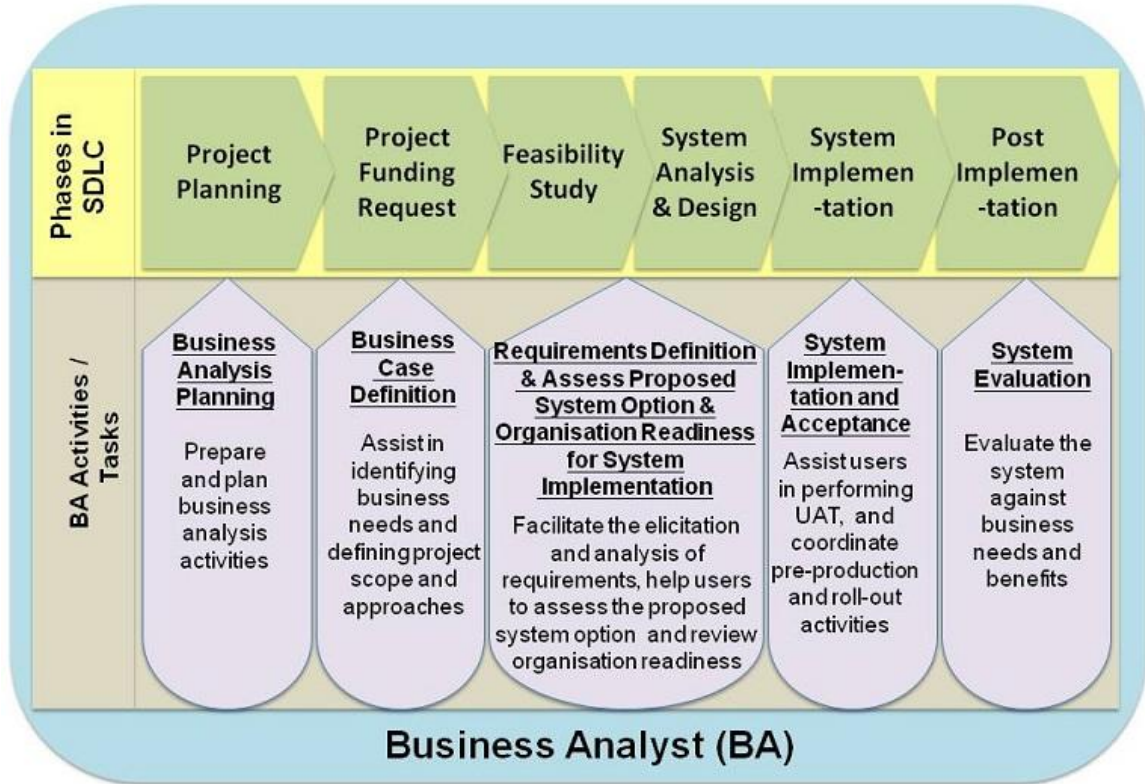 Phases in
SDLC
Project
Planning
Project
Funding
Request
Feasibility
Study
System
Analysis
& Design
System
Implemen
-tation
Post
Implemen
-tation
BA Activities /
Tasks
Business
Analysis
Planning
Prepare
and plan
business
analysis
activities
Business
Case
Definition
Assist in
identifying
business
needs and
defining project
scope and
approaches
Requirements Definition
& Assess Proposed
System Option &
Organisation Readiness
for System
Implementation
Facilitate the elicitation
and analysis of
requirements, help users
to assess the proposed
system option and review
organisation readiness
System
Implemen-
tation and
Acceptance
Assist users
in performing
UAT, and
coordinate
pre-production
and roll-out
activities
System
Evaluation
Evaluate the
system
against
business
needs and
benefits
Business Analyst (BA)